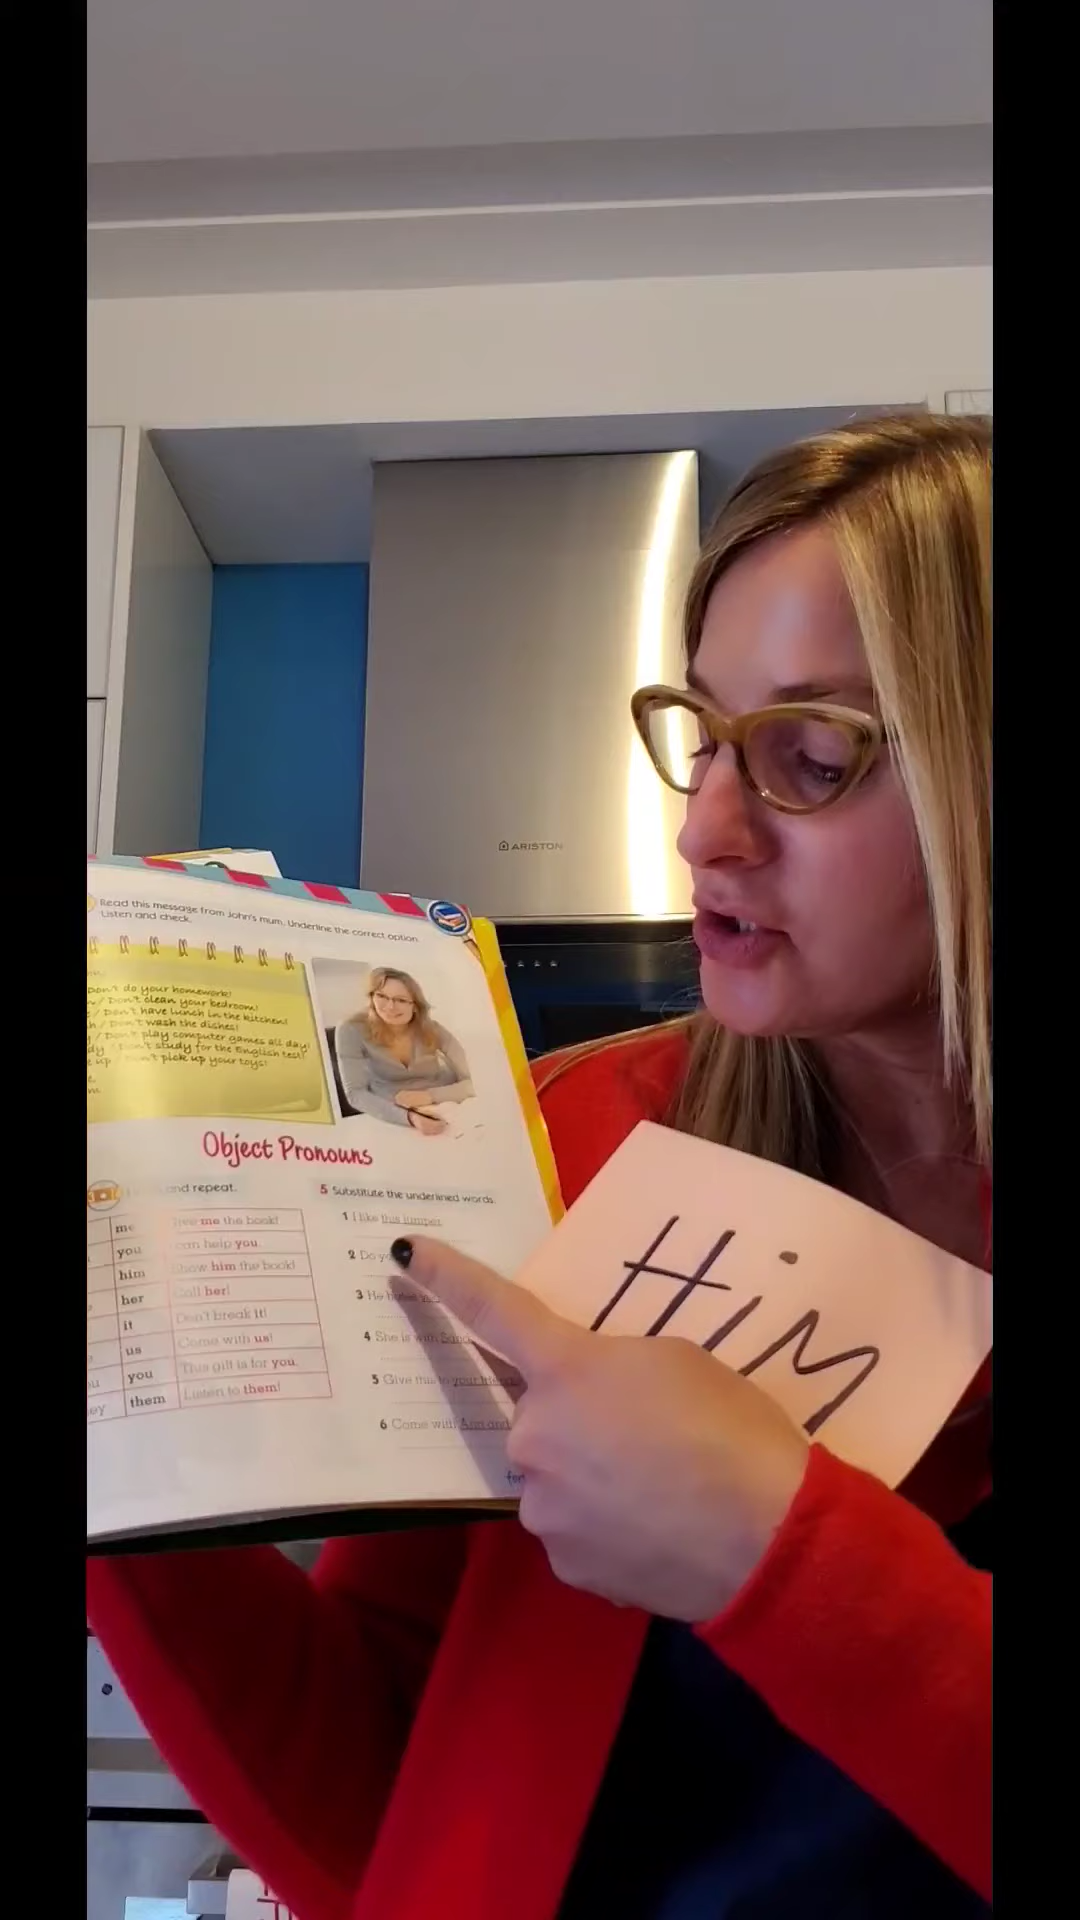 ARISTON
Read this message from John's mum. Underline the correct option.
Listen and check.
Don't do your homework!
/ Don't clean your bedroom!
/ Don't have lunch in the kitchen!
/ Don't wash the dishes!
/ Don't play computer games all day!
/ Don't study for the English test!
up / Don't pick up your toys!
Object Pronouns
and repeat.
me the book!
you can help you.
him Show him the book!
her Call her!
it Don't break it!
us Come with us!
you This gift is for you.
them Listen to them!
5 Substitute the underlined words.
1 I like this jumper.
2 Do
3 He
4 She is with
5 Give this to your
6 Come with Ann and
HiM